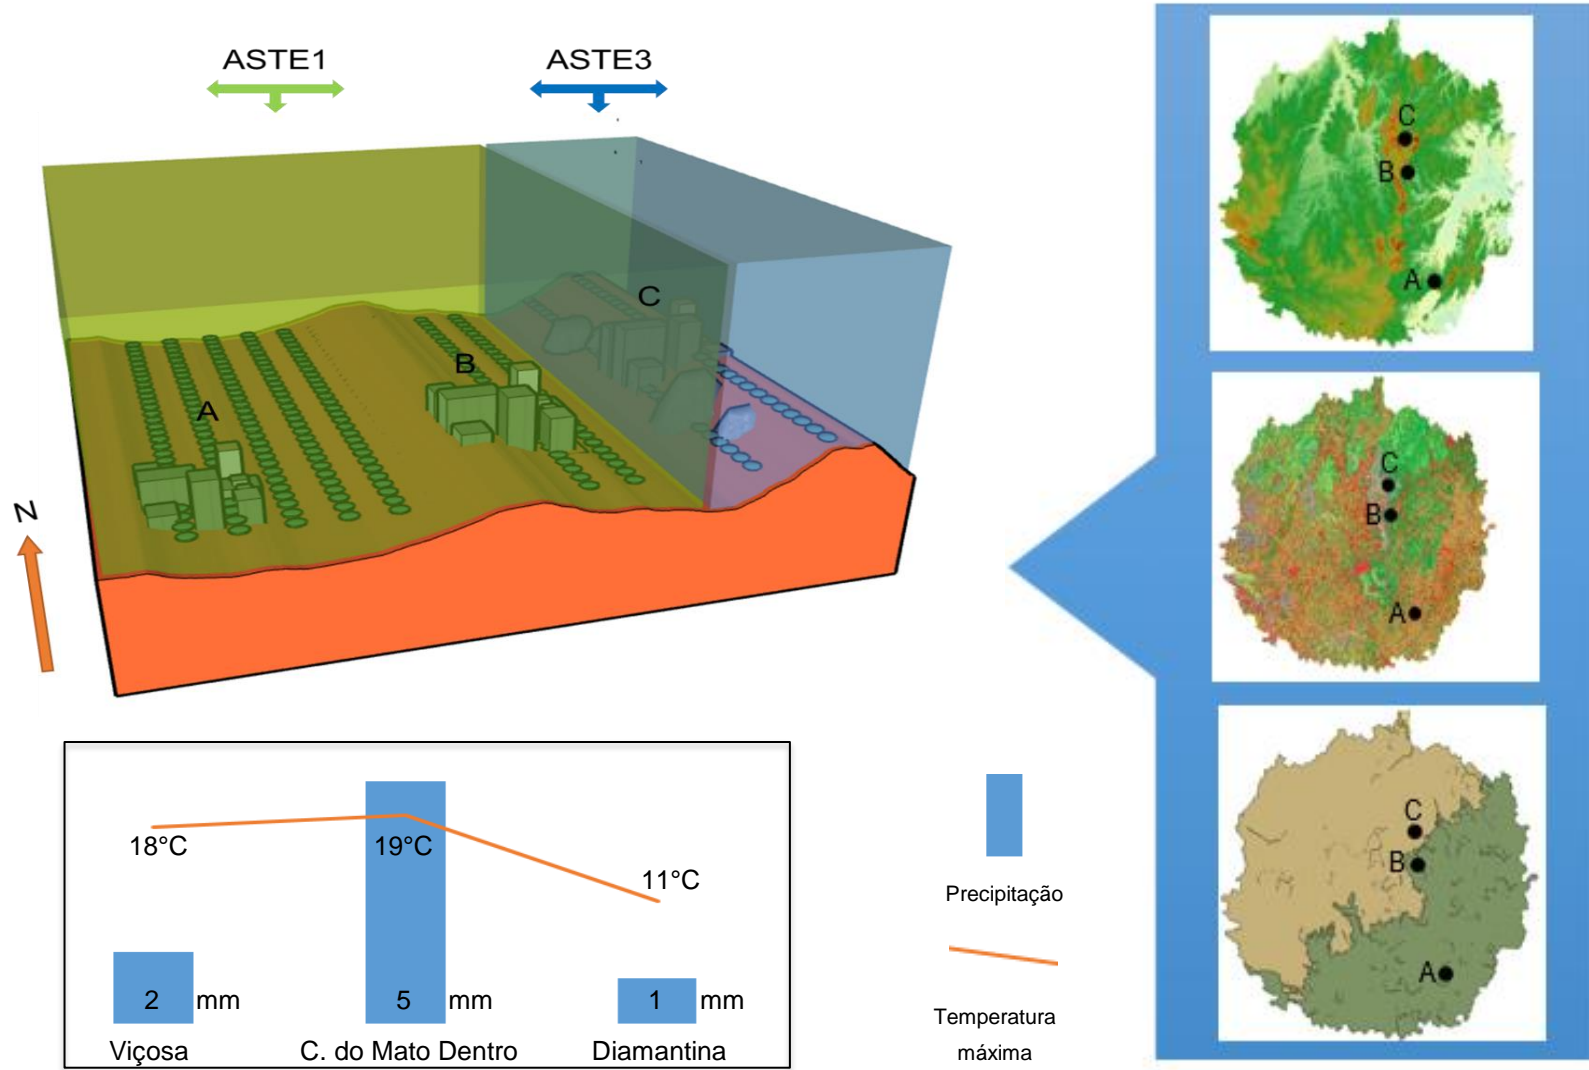 ASTE1
ASTE3
C
B
A
N
C
B
A
C
B
A
C
B
A
18°C
19°C
11°C
2 mm
5 mm
1 mm
Viçosa
C. do Mato Dentro
Diamantina
Precipitação
Temperatura
máxima